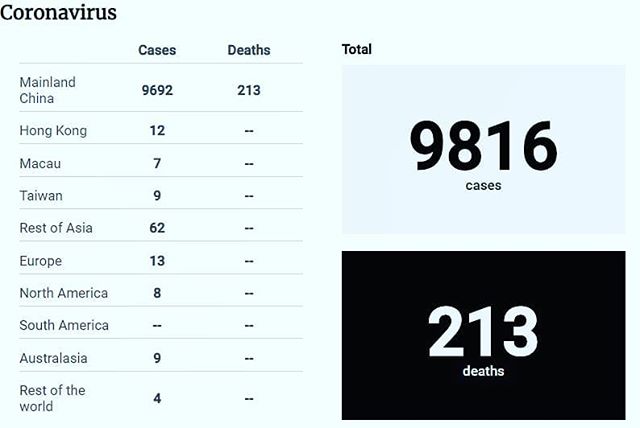 Coronavirus
Cases Deaths
Mainland
China 9692 213
Hong Kong 12 --
Macau 7 --
Taiwan 9 --
Rest of Asia 62 --
Europe 13 --
North America 8 --
South America -- --
Australasia 9 --
Rest of the
world 4 --
Total
9816
cases
213
deaths